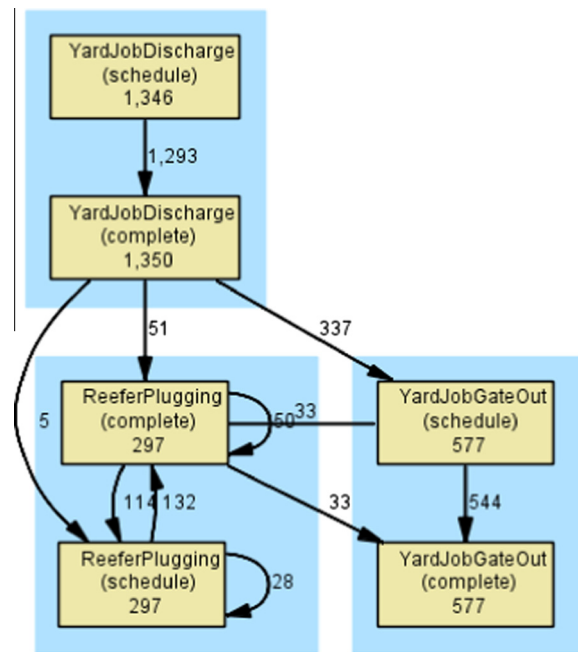 YardJobDischarge
(schedule)
1,346
1,293
YardJobDischarge
(complete)
1,350
51
337
5
ReeferPlugging
(complete)
297
50
33
YardJobGateOut
(schedule)
577
114
132
33
544
ReeferPlugging
(schedule)
297
28
YardJobGateOut
(complete)
577